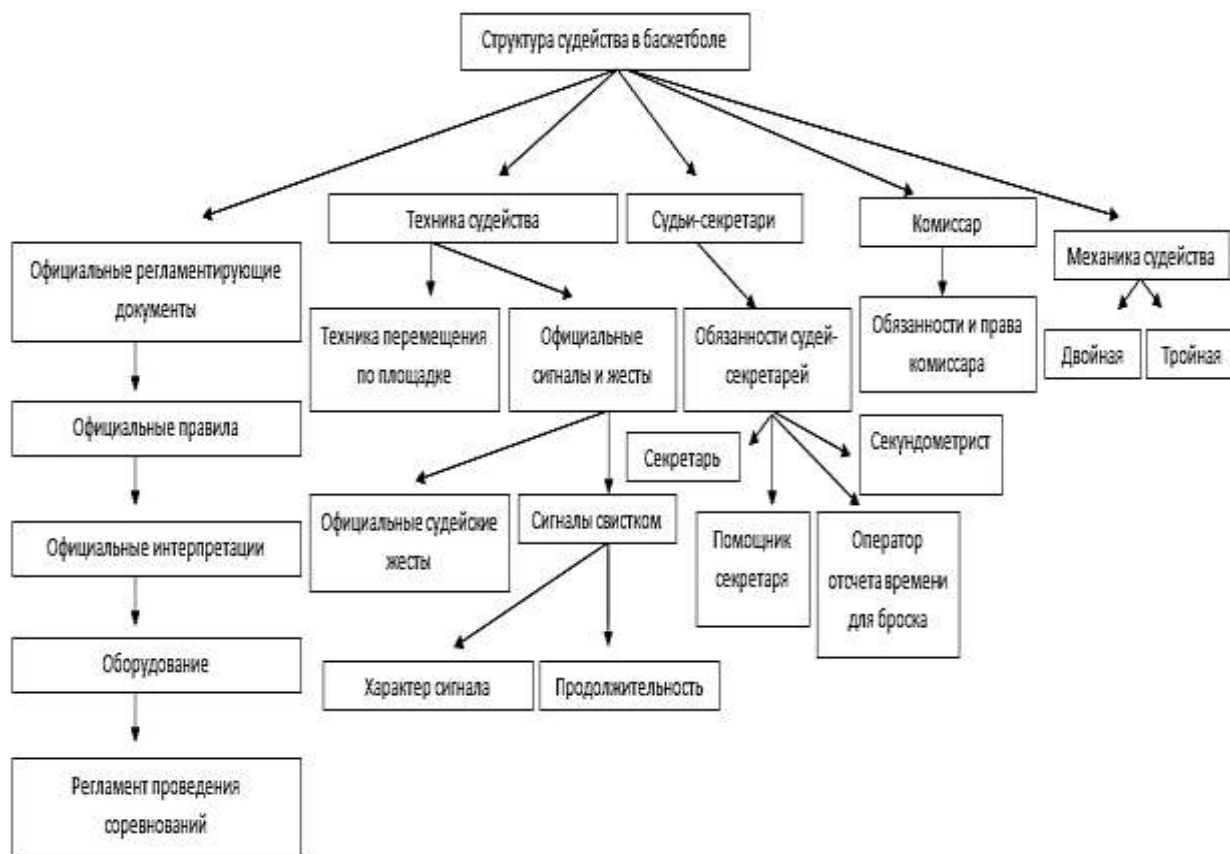 Структура судейства в баскетболе
Техника судейства
Судьи-секретари
Комиссар
Механика судейства
Официальные регламентирующие
документы
Техника перемещения
по площадке
Официальные
сигналы и жесты
Обязанности судей-
секретарей
Обязанности и права
комиссара
Двойная
Тройная
Официальные правила
Секретарь
Секундометрист
Официальные интерпретации
Официальные судейские
жесты
Сигналы свистком
Помощник
секретаря
Оператор
отсчета времени
для броска
Оборудование
Характер сигнала
Продолжительность
Регламент проведения
соревнований